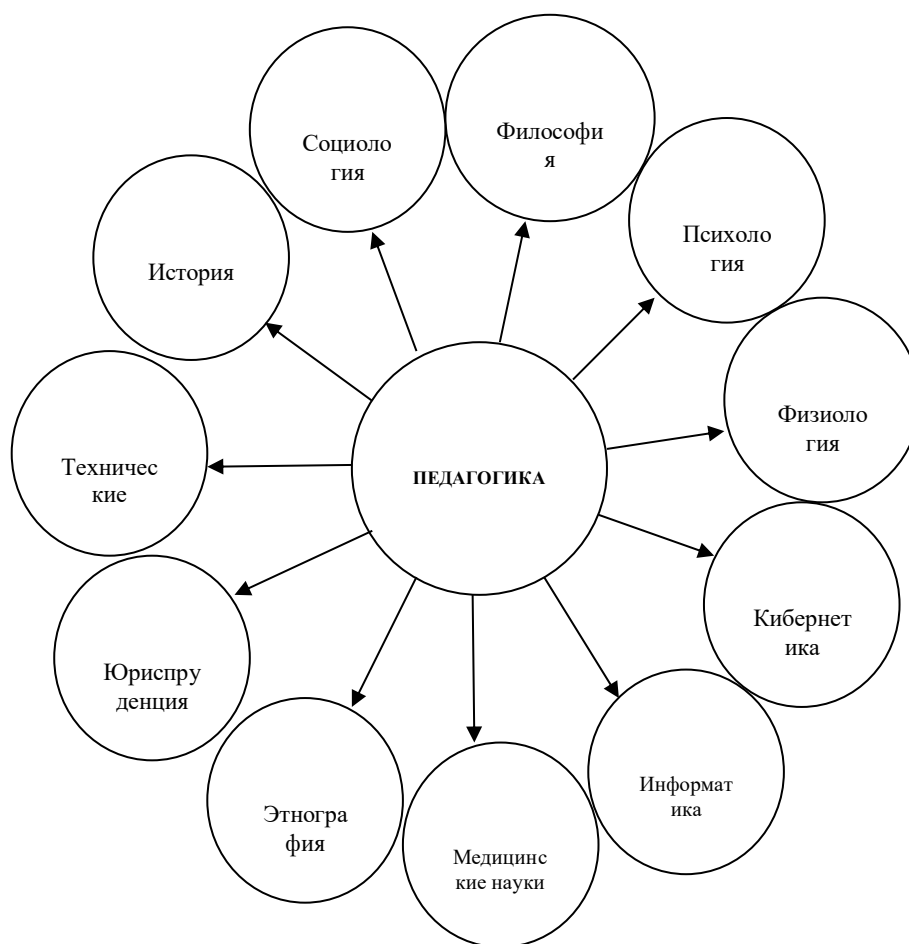 Социоло
гия
Философи
я
Психоло
гия
История
Физиоло
гия
Техничес
кие
ПЕДАГОГИКА
Кибернет
ика
Юриспру
денция
Информат
ика
Этногра
фия
Медицинс
кие науки